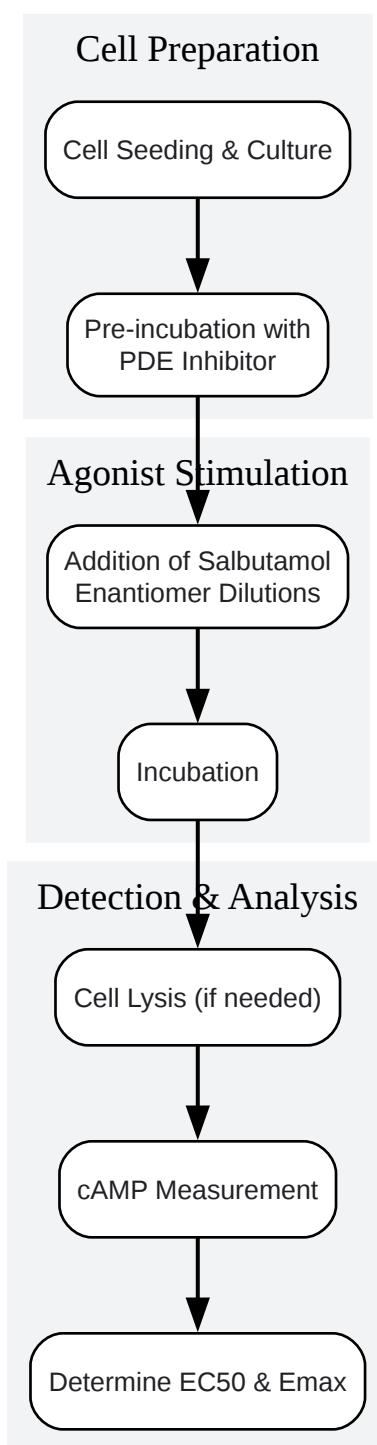 Cell Preparation
Cell Seeding & Culture
Pre-incubation with
PDE Inhibitor
Agonist Stimulation
Addition of Salbutamol
Enantiomer Dilutions
Incubation
Detection & Analysis
Cell Lysis (if needed)
cAMP Measurement
Determine EC50 & Emax